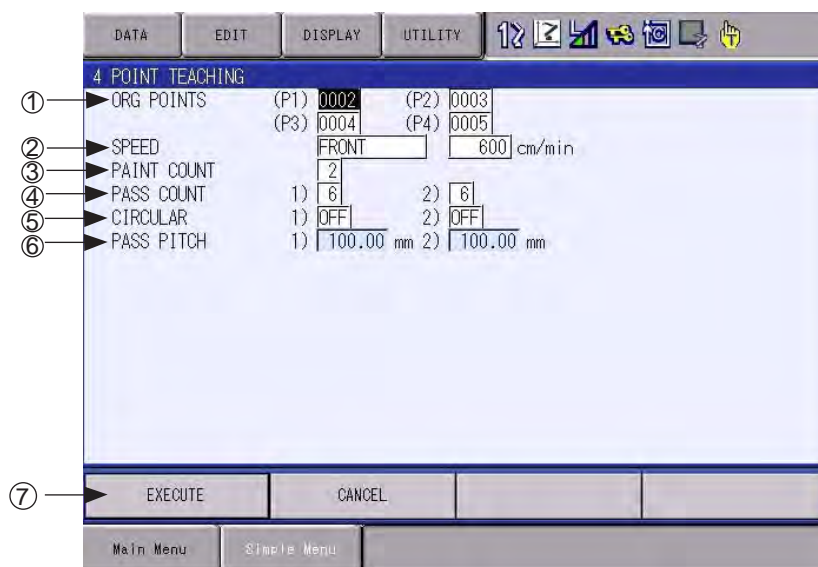 DATA EDIT DISPLAY UTILITY
4 POINT TEACHING
① ORG POINTS (P1) 0002 (P2) 0003
(P3) 0004 (P4) 0005
② SPEED FRONT 600 cm/min
③ PAINT COUNT 2
④ PASS COUNT 1) 6 2) 6
⑤ CIRCULAR 1) OFF 2) OFF
⑥ PASS PITCH 1) 100.00 mm 2) 100.00 mm
⑦ EXECUTE CANCEL
Main Menu Simple Menu